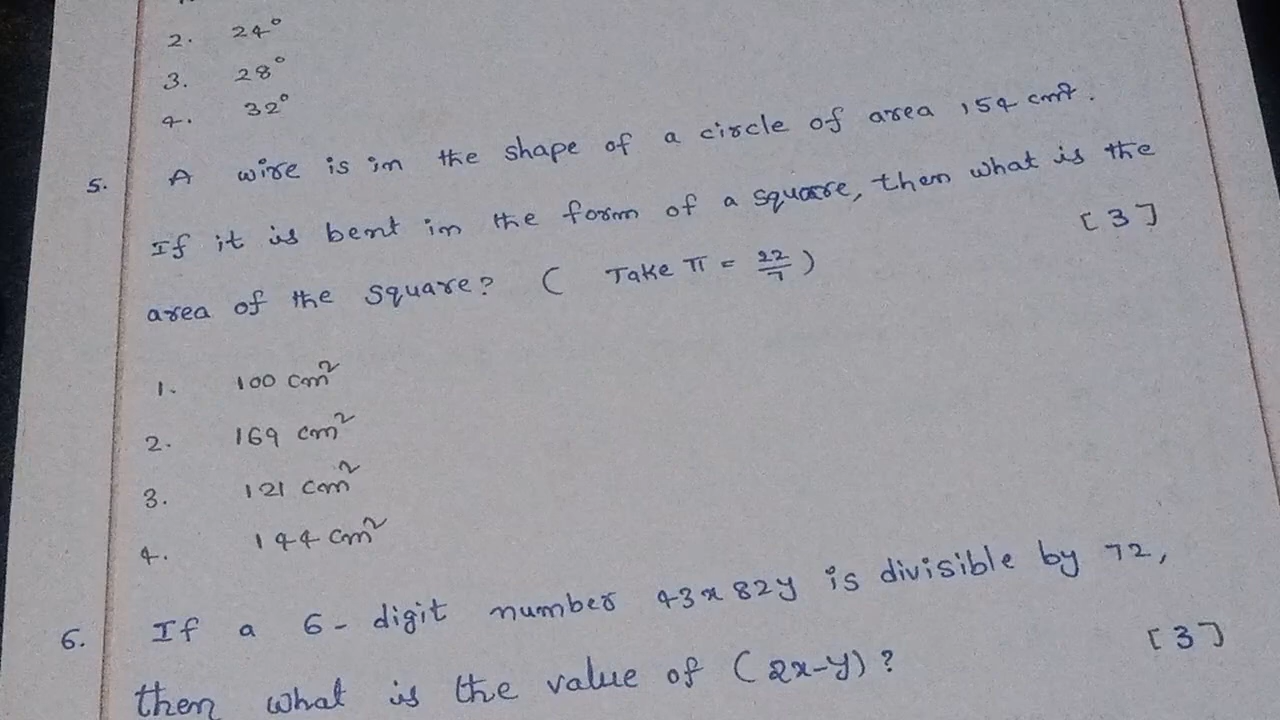 2. 24°
3. 28°
4. 32°
5. A wire is in the shape of a circle of area 154 cm².
If it is bent in the form of a square, then what is the
area of the square? ( Take π = 22/7 ) [3]
1. 100 cm²
2. 169 cm²
3. 121 cm²
4. 144 cm²
6. If a 6- digit number 43x82y is divisible by 72,
then what is the value of (2x-y)? [3]